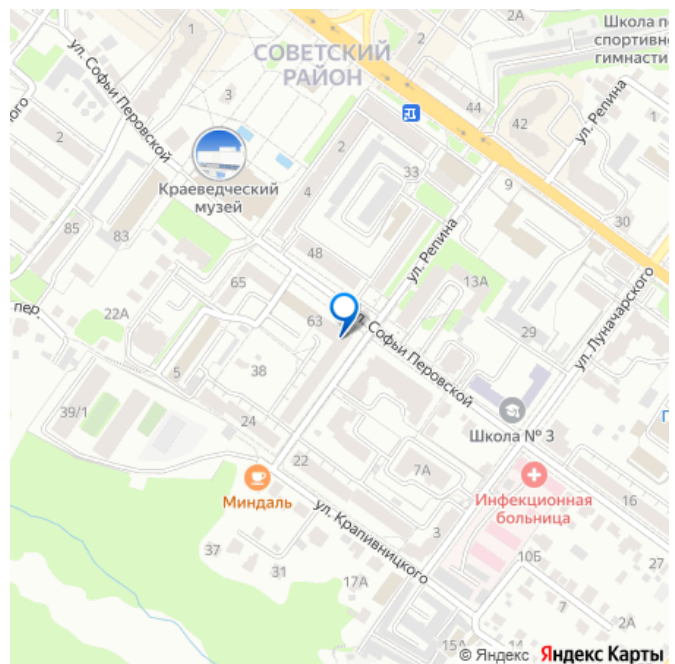 1
2А
Школа по
спортивн
гимнасти
ул. Софьи Перовской
СОВЕТСКИЙ
РАЙОН
2
3
44
42
ул. Репина
1
ого
2
2
33
Краеведческий
музей
4
9
30
85
83
48
ул. Репина
65
13А
пер.
22А
63
ул. Софьи Перовской
29
ул. Луначарского
5
38
39/1
24
Школа № 3
П
22
7А
Миндаль
Инфекционная
больница
16
ул. Крапивницкого
3
37
31
17А
10Б
27
7
2А
15А
14
© Яндекс Яндекс Карты